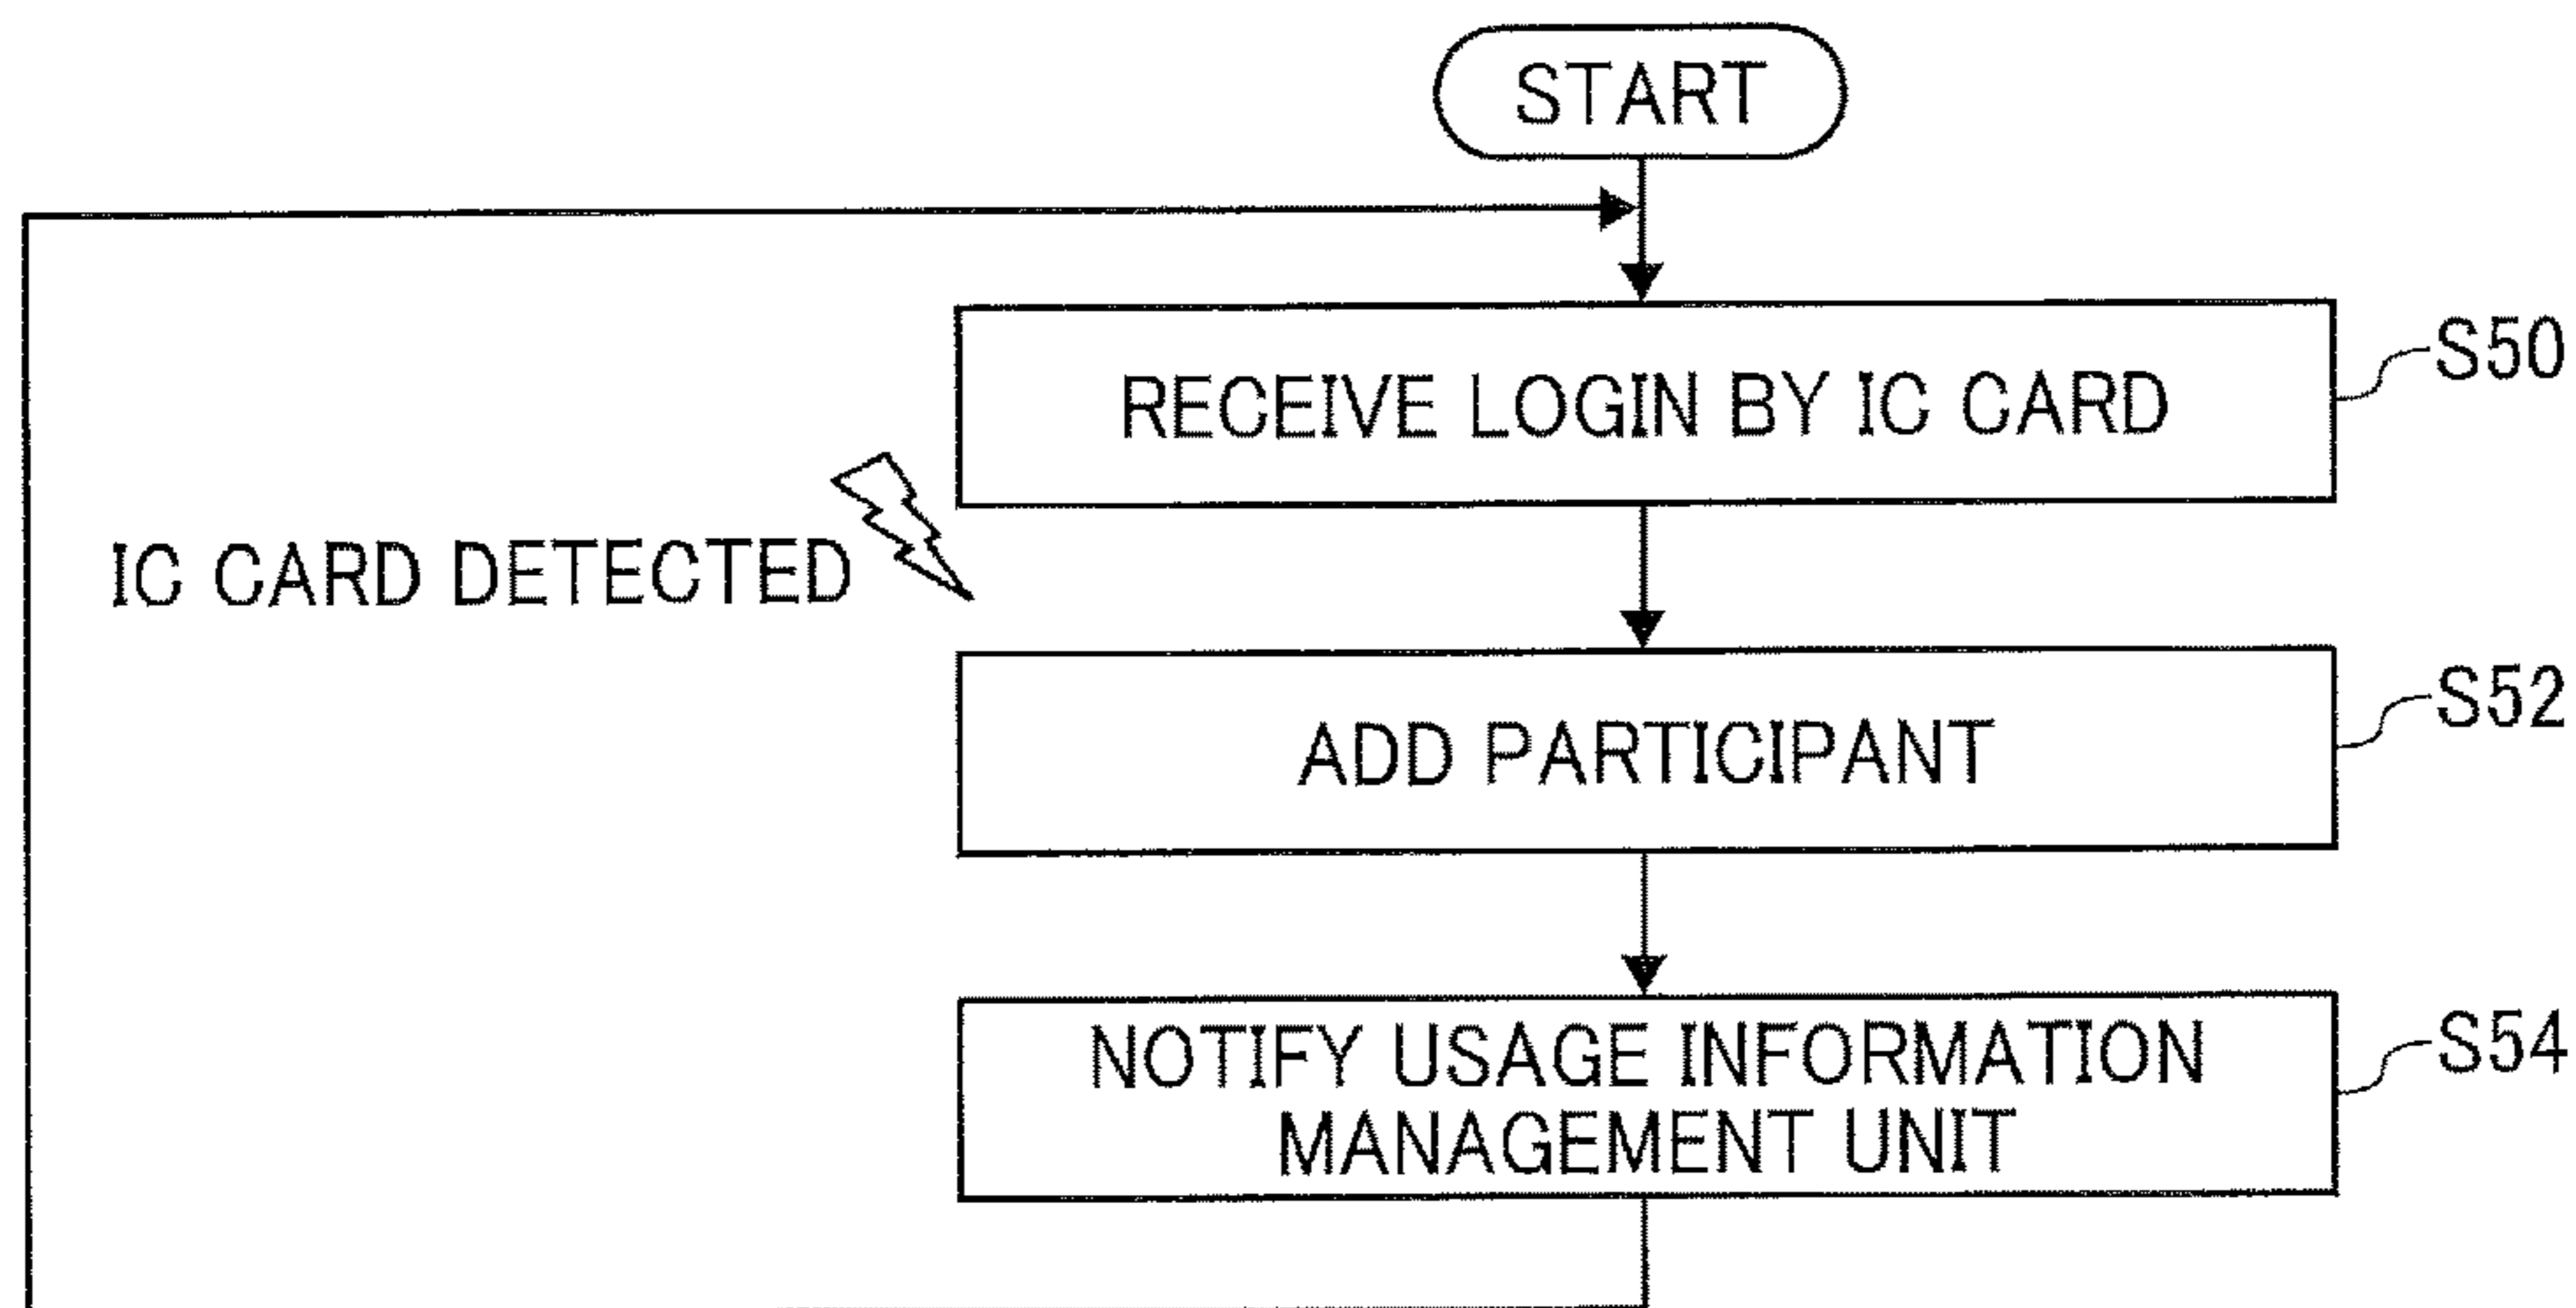 START
RECEIVE LOGIN BY IC CARD
S50
IC CARD DETECTED
ADD PARTICIPANT
S52
NOTIFY USAGE INFORMATION
MANAGEMENT UNIT
S54